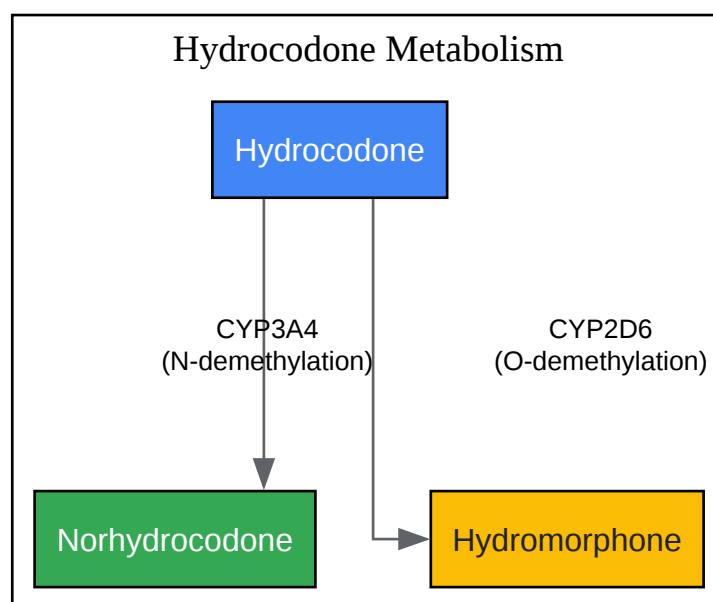 Hydrocodone Metabolism
Hydrocodone
CYP3A4
(N-demethylation)
CYP2D6
(O-demethylation)
Norhydrocodone
Hydromorphone